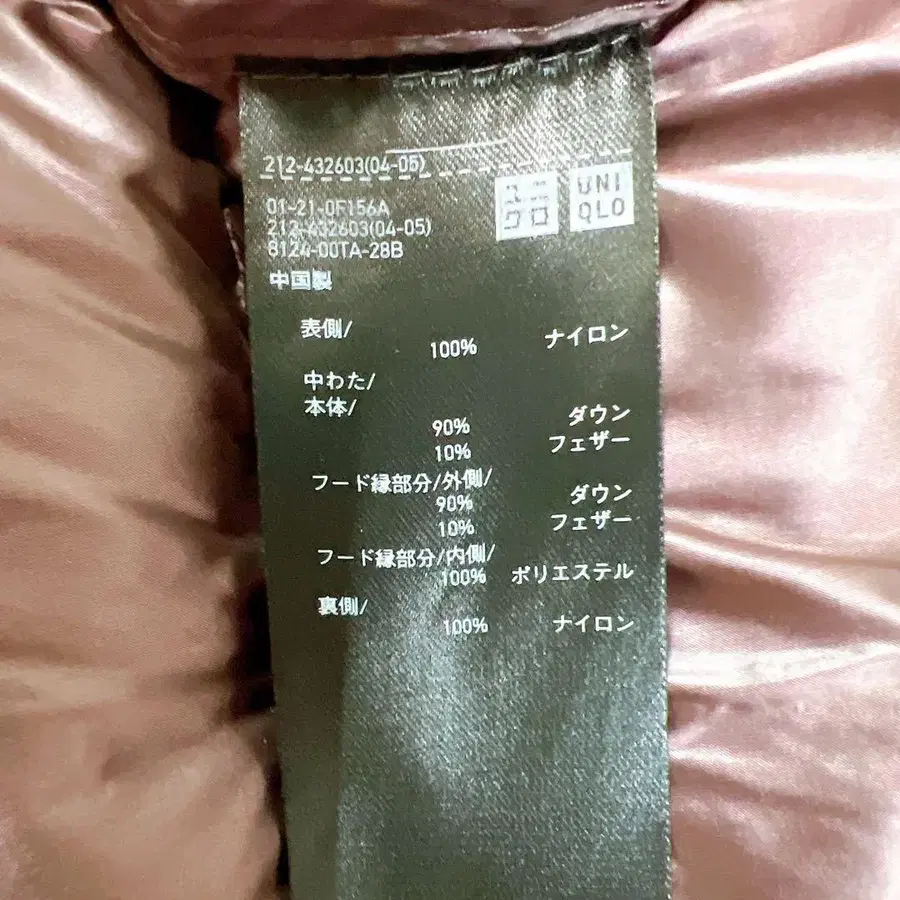 212-432603(04-05)
ユニ
クロ
UNI
QLO
01-21-0F156A
212-432603(04-05)
8124-00TA-28B
中国製
表側/
100% ナイロン
中わた/
本体/
90% ダウン
10% フェザー
フード縁部分/外側/
90% ダウン
10% フェザー
フード縁部分/内側/
100% ポリエステル
裏側/
100% ナイロン